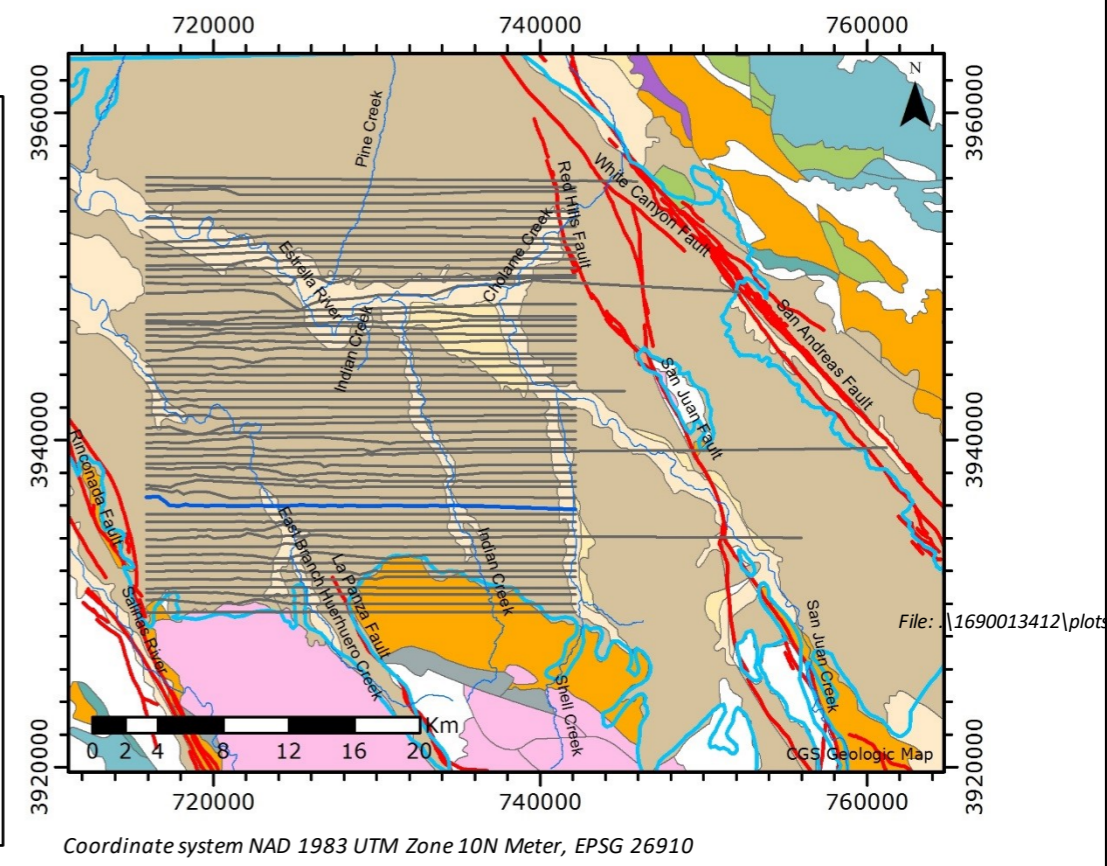 720000 740000 760000
3960000
3960000
N
Pine Creek
White Canyon Fault
Red Hills Fault
Cholame Creek
Estrella River
Indian Creek
San Andreas Fault
San Juan Fault
3940000
3940000
Rinconada Fault
East Branch Huerhuero Creek
La Panza Fault
Indian Creek
Salinas River
San Juan Creek
File: .\1690013412\plots
Shell Creek
Km
0 2 4 8 12 16 20
CGS Geologic Map
3920000
3920000
720000 740000 760000
Coordinate system NAD 1983 UTM Zone 10N Meter, EPSG 26910